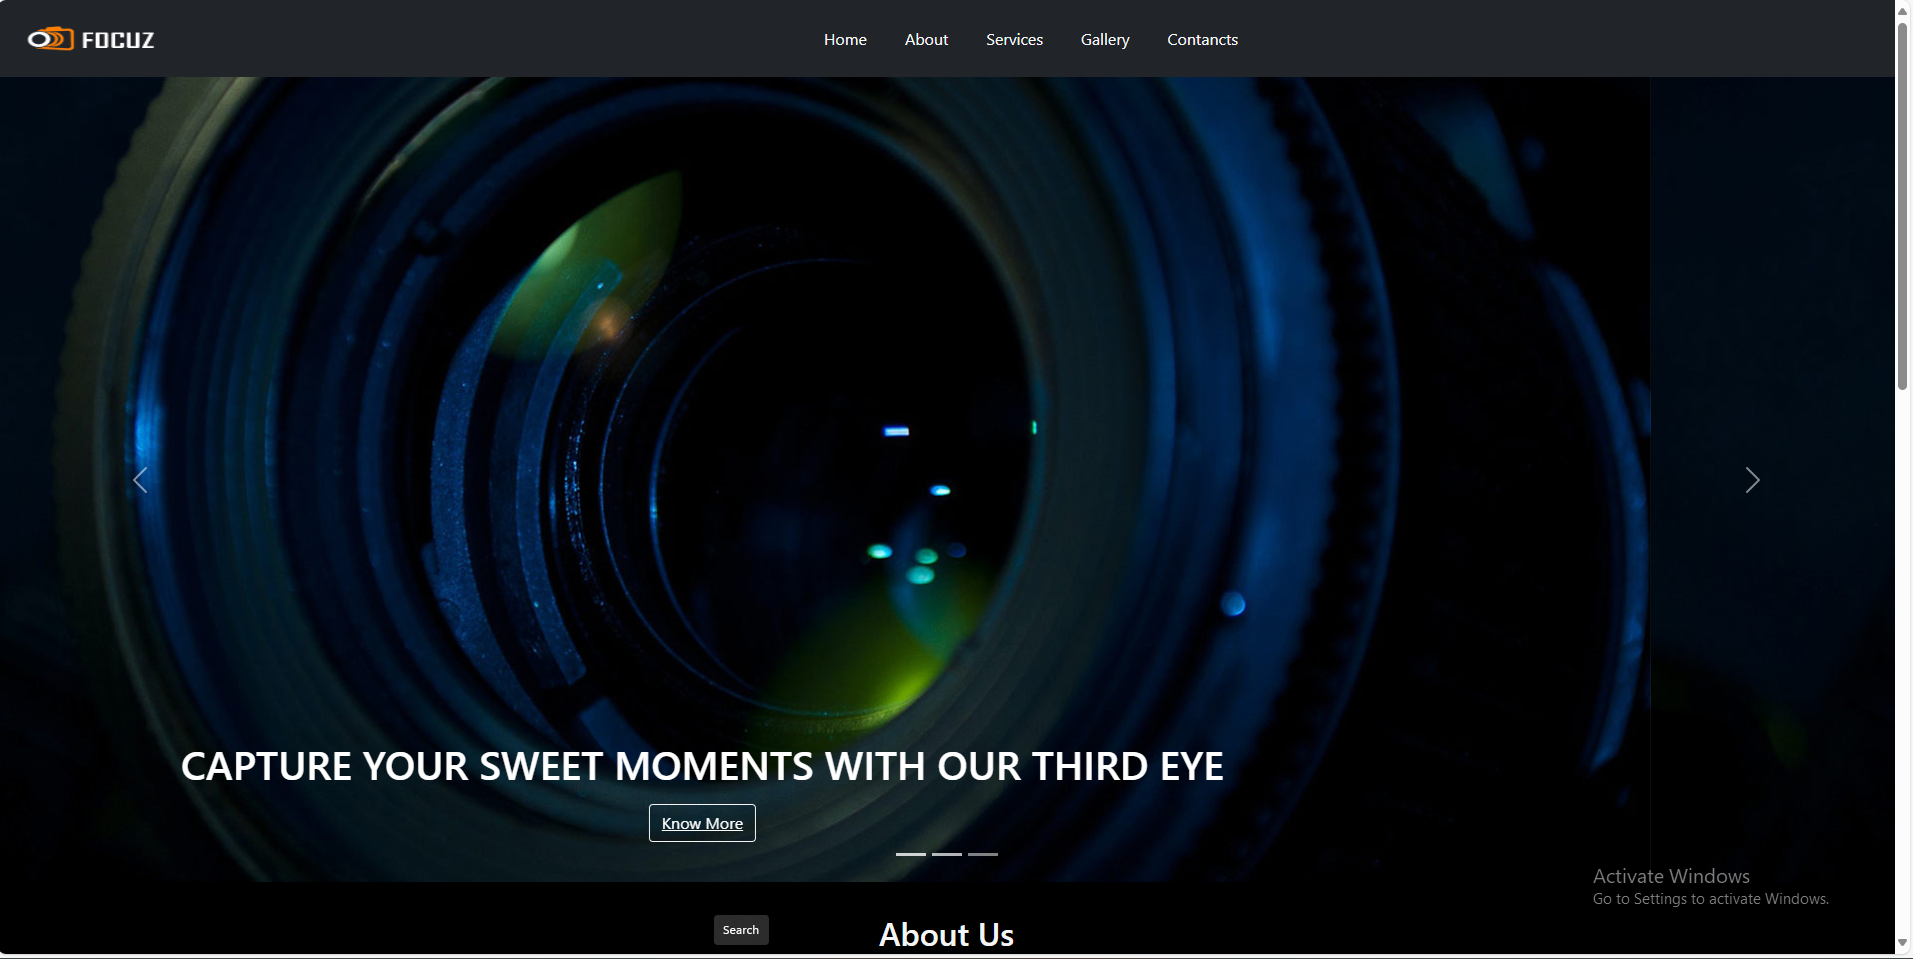 FOCUZ
Home About Services Gallery Contancts
CAPTURE YOUR SWEET MOMENTS WITH OUR THIRD EYE
Know More
Activate Windows
Go to Settings to activate Windows.
Search
About Us